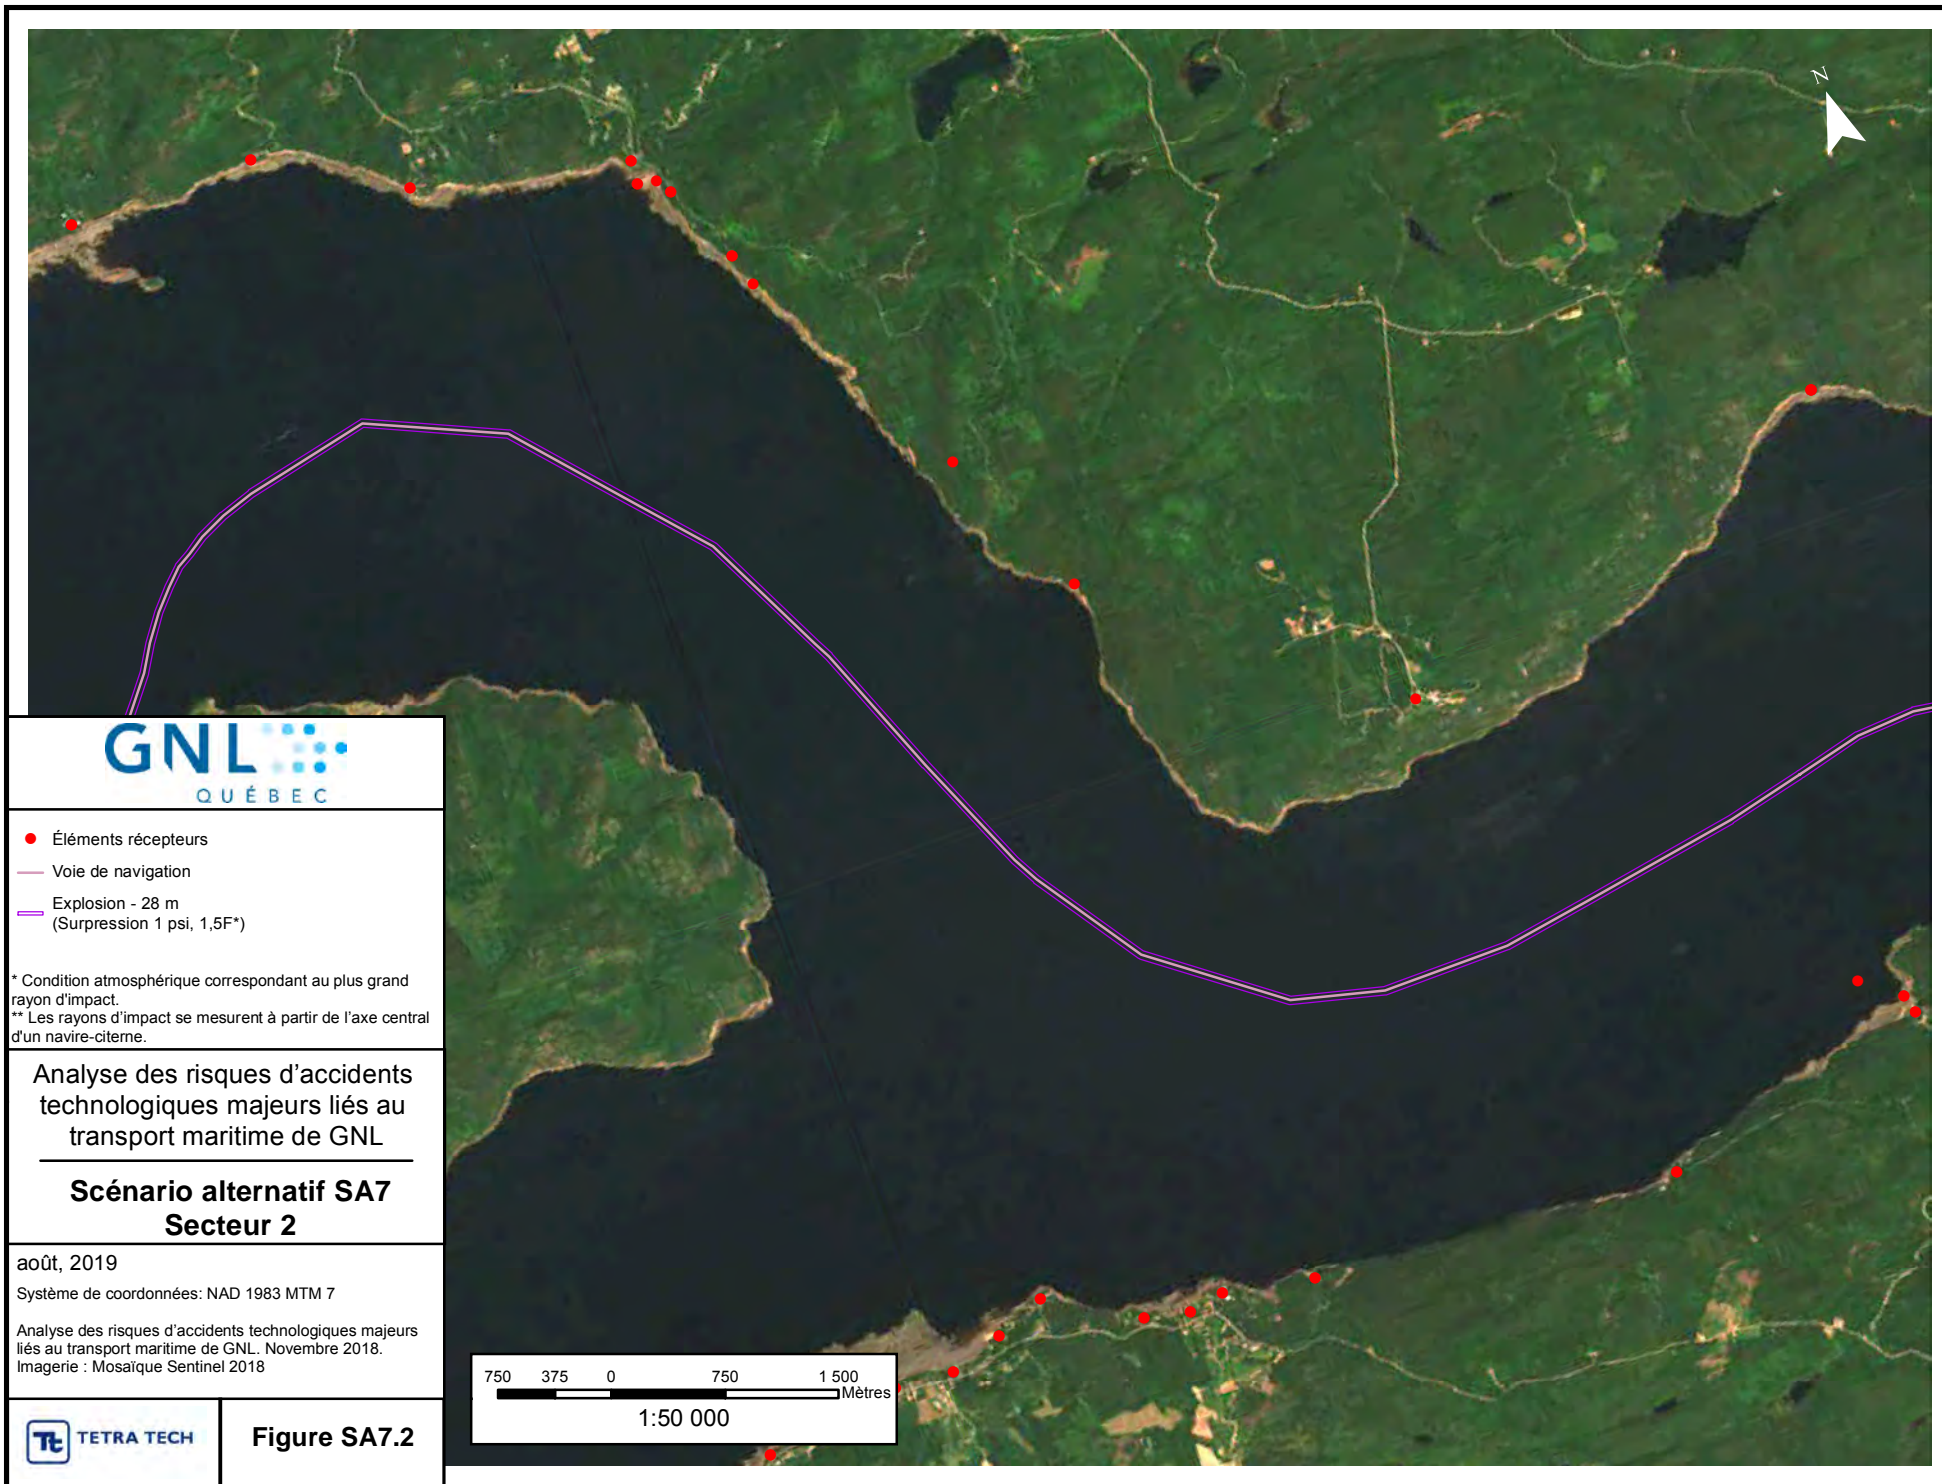 N
GNL
QUÉBEC
Éléments récepteurs
Voie de navigation
Explosion - 28 m
(Surpression 1 psi, 1,5F*)
* Condition atmosphérique correspondant au plus grand
rayon d'impact.
** Les rayons d’impact se mesurent à partir de l’axe central
d'un navire-citerne.
Analyse des risques d’accidents
technologiques majeurs liés au
transport maritime de GNL
Scénario alternatif SA7
Secteur 2
août, 2019
Système de coordonnées: NAD 1983 MTM 7
Analyse des risques d’accidents technologiques majeurs
liés au transport maritime de GNL. Novembre 2018.
Imagerie : Mosaïque Sentinel 2018
Tt TETRA TECH
Figure SA7.2
750 375 0 750 1 500
Mètres
1:50 000